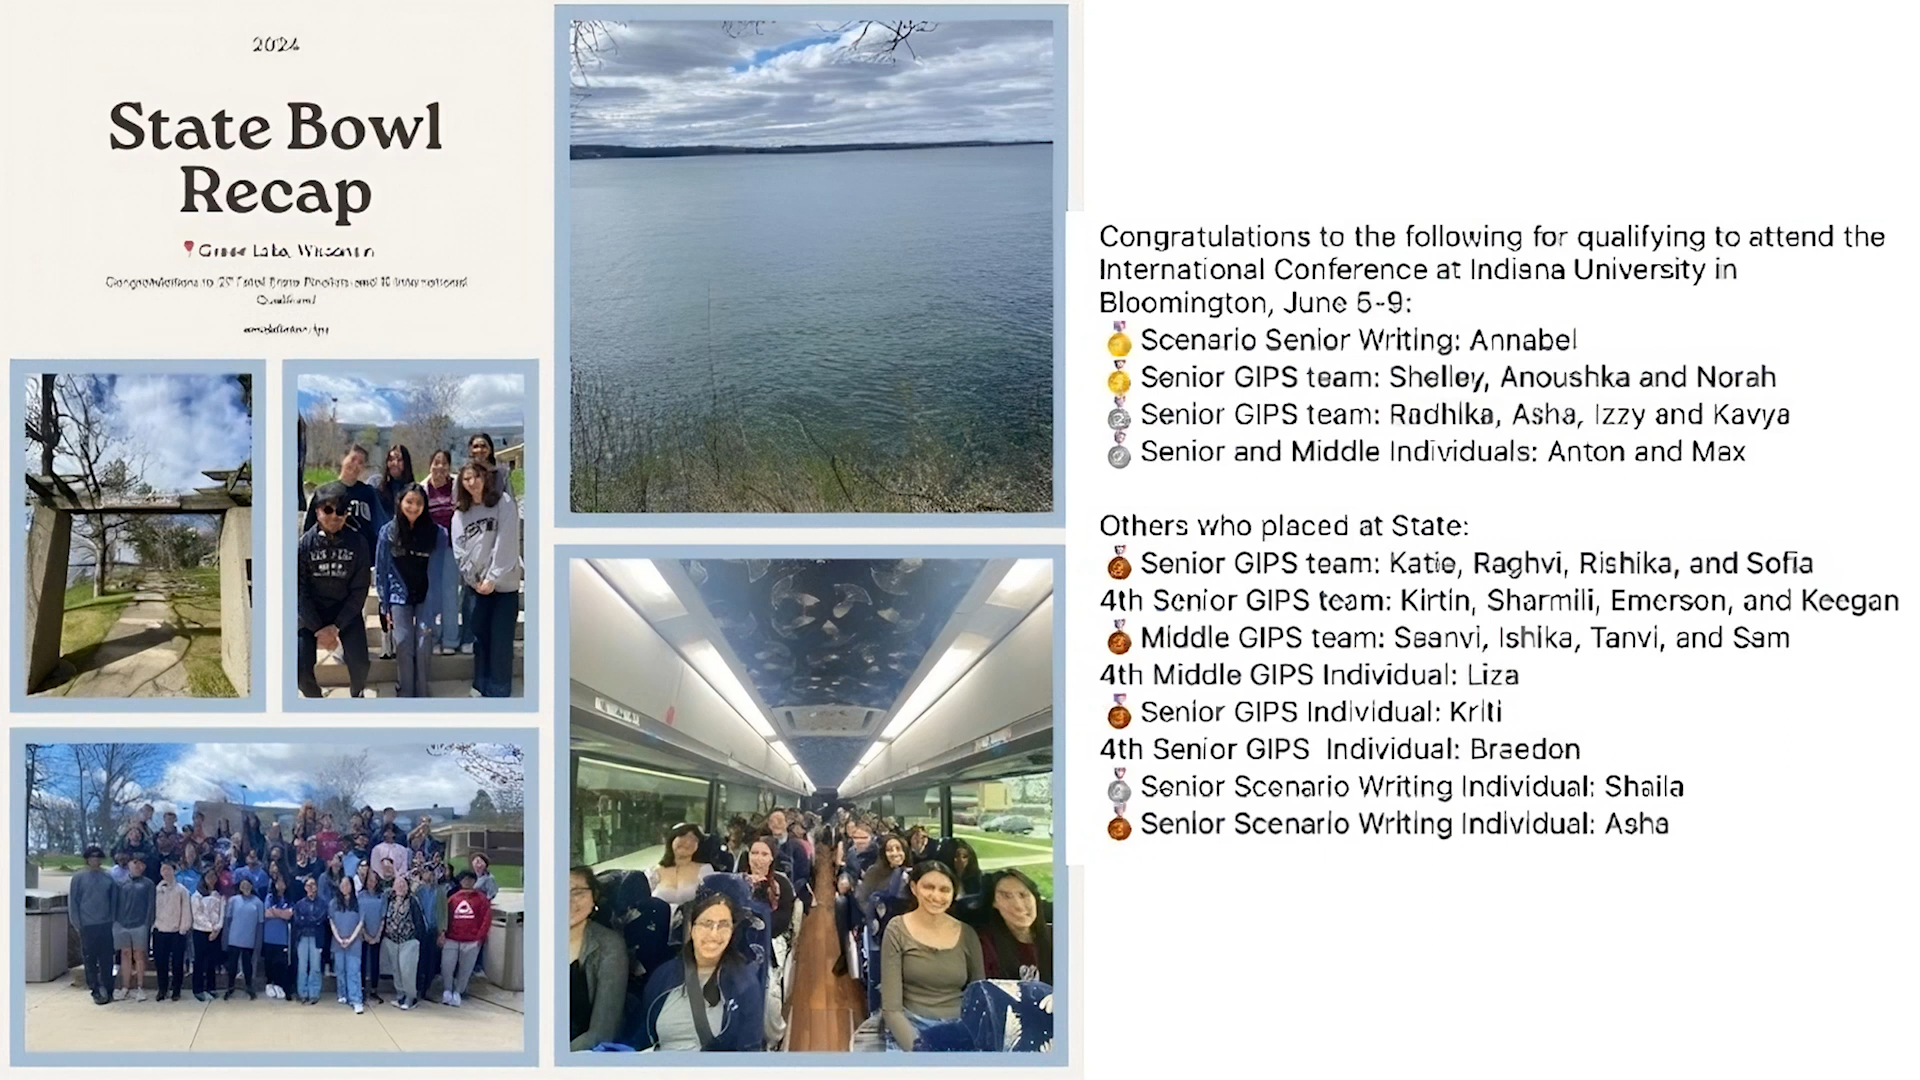 2024
State Bowl
Recap
Green Lake, Wisconsin
Congratulations to
Congratulations to the following for qualifying to attend the
International Conference at Indiana University in
Bloomington, June 5-9:
Scenario Senior Writing: Annabel
Senior GIPS team: Shelley, Anoushka and Norah
Senior GIPS team: Radhika, Asha, Izzy and Kavya
Senior and Middle Individuals: Anton and Max
Others who placed at State:
Senior GIPS team: Katie, Raghvi, Rishika, and Sofia
4th Senior GIPS team: Kirtin, Sharmili, Emerson, and Keegan
Middle GIPS team: Saanvi, Ishika, Tanvi, and Sam
4th Middle GIPS Individual: Liza
Senior GIPS Individual: Kriti
4th Senior GIPS  Individual: Braedon
Senior Scenario Writing Individual: Shaila
Senior Scenario Writing Individual: Asha